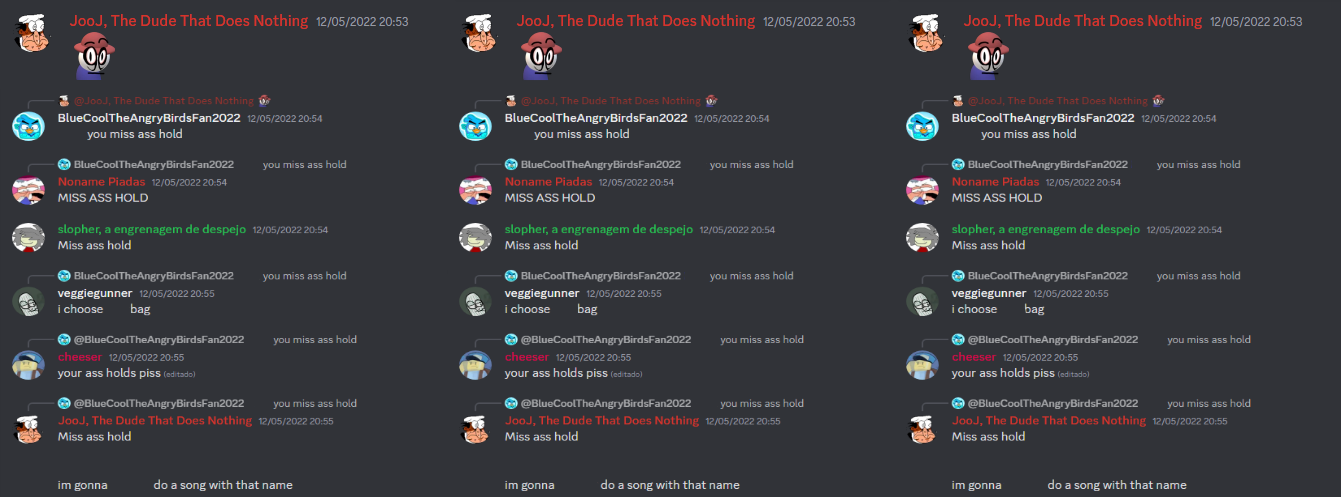 JooJ, The Dude That Does Nothing 12/05/2022 20:53
@JooJ, The Dude That Does Nothing
BlueCoolTheAngryBirdsFan2022 12/05/2022 20:54
you miss ass hold
BlueCoolTheAngryBirdsFan2022 you miss ass hold
Noname Piadas 12/05/2022 20:54
MISS ASS HOLD
slopher, a engrenagem de despejo 12/05/2022 20:54
Miss ass hold
BlueCoolTheAngryBirdsFan2022 you miss ass hold
veggiegunner 12/05/2022 20:55
i choose bag
@BlueCoolTheAngryBirdsFan2022 you miss ass hold
cheeser 12/05/2022 20:55
your ass holds piss (editado)
@BlueCoolTheAngryBirdsFan2022 you miss ass hold
JooJ, The Dude That Does Nothing 12/05/2022 20:55
Miss ass hold
im gonna do a song with that name
JooJ, The Dude That Does Nothing 12/05/2022 20:53
@JooJ, The Dude That Does Nothing
BlueCoolTheAngryBirdsFan2022 12/05/2022 20:54
you miss ass hold
BlueCoolTheAngryBirdsFan2022 you miss ass hold
Noname Piadas 12/05/2022 20:54
MISS ASS HOLD
slopher, a engrenagem de despejo 12/05/2022 20:54
Miss ass hold
BlueCoolTheAngryBirdsFan2022 you miss ass hold
veggiegunner 12/05/2022 20:55
i choose bag
@BlueCoolTheAngryBirdsFan2022 you miss ass hold
cheeser 12/05/2022 20:55
your ass holds piss (editado)
@BlueCoolTheAngryBirdsFan2022 you miss ass hold
JooJ, The Dude That Does Nothing 12/05/2022 20:55
Miss ass hold
im gonna do a song with that name
JooJ, The Dude That Does Nothing 12/05/2022 20:53
@JooJ, The Dude That Does Nothing
BlueCoolTheAngryBirdsFan2022 12/05/2022 20:54
you miss ass hold
BlueCoolTheAngryBirdsFan2022 you miss ass hold
Noname Piadas 12/05/2022 20:54
MISS ASS HOLD
slopher, a engrenagem de despejo 12/05/2022 20:54
Miss ass hold
BlueCoolTheAngryBirdsFan2022 you miss ass hold
veggiegunner 12/05/2022 20:55
i choose bag
@BlueCoolTheAngryBirdsFan2022 you miss ass hold
cheeser 12/05/2022 20:55
your ass holds piss (editado)
@BlueCoolTheAngryBirdsFan2022 you miss ass hold
JooJ, The Dude That Does Nothing 12/05/2022 20:55
Miss ass hold
im gonna do a song with that name